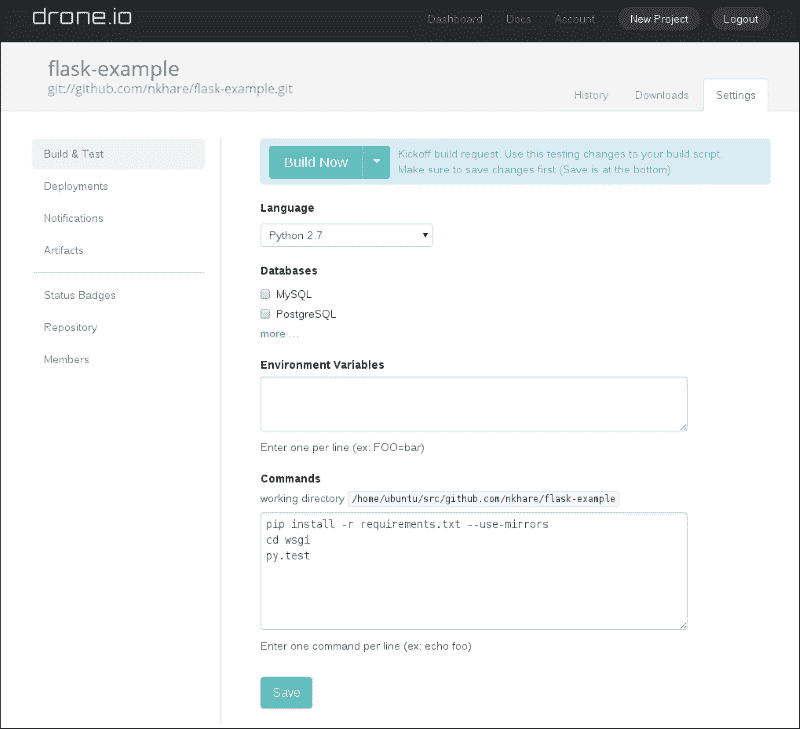 drone.io
Dashboard Docs Account New Project Logout
flask-example
git://github.com/nkhare/flask-example.git
History Downloads Settings
Build & Test
Deployments
Notifications
Artifacts
Status Badges
Repository
Members
Build Now
Kickoff build request. Use this testing changes to your build script.
Make sure to save changes first (Save is at the bottom)
Language
Python 2.7
Databases
MySQL
PostgreSQL
more ...
Environment Variables
Enter one per line (ex: FOO=bar)
Commands
working directory /home/ubuntu/src/github.com/nkhare/flask-example
pip install -r requirements.txt --use-mirrors
cd wsgi
py.test
Enter one command per line (ex: echo foo)
Save